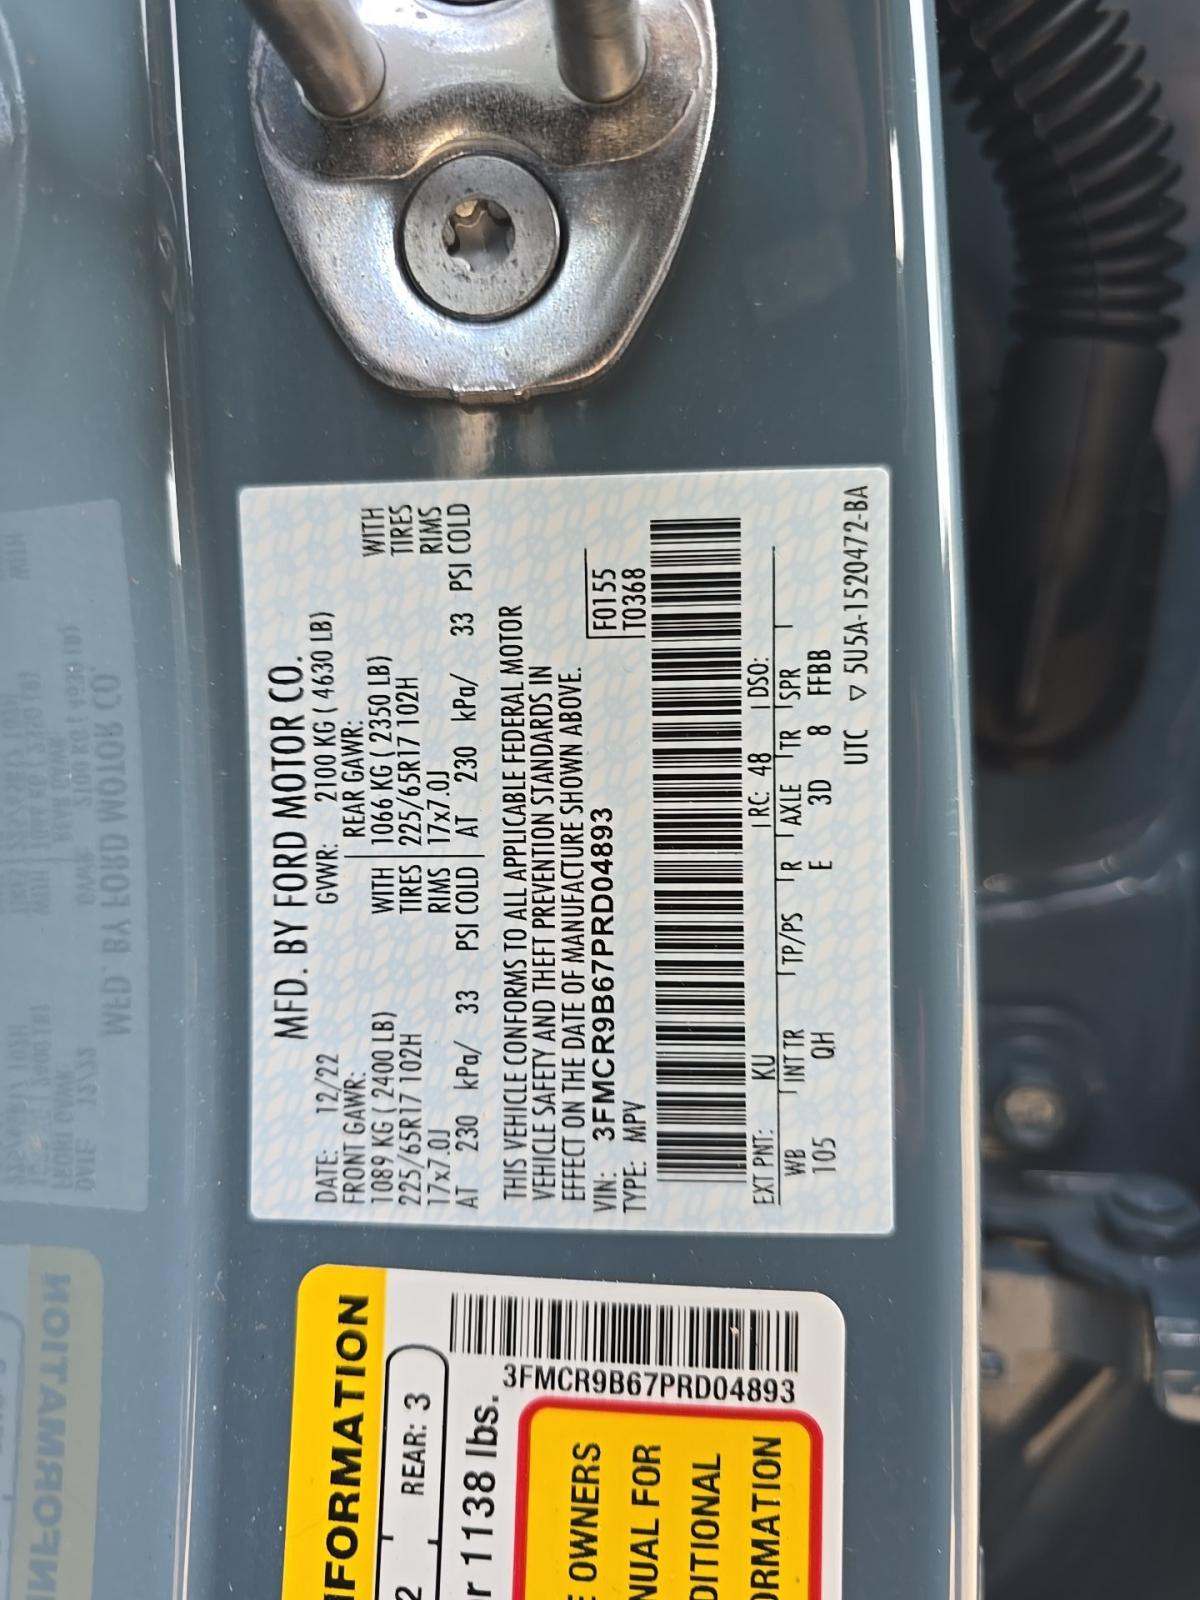 MFD. BY FORD MOTOR CO.
DATE: 12/22 GVWR: 2100 KG ( 4630 LB)
FRONT GAWR: REAR GAWR:
1089 KG ( 2400 LB) WITH 1066 KG ( 2350 LB) WITH
225/65R17 102H TIRES 225/65R17 102H TIRES
17x7.0J RIMS 17x7.0J RIMS
AT 230 kPa/ 33 PSI COLD AT 230 kPa/ 33 PSI COLD
THIS VEHICLE CONFORMS TO ALL APPLICABLE FEDERAL MOTOR
VEHICLE SAFETY AND THEFT PREVENTION STANDARDS IN
EFFECT ON THE DATE OF MANUFACTURE SHOWN ABOVE.
VIN: 3FMCR9B67PRD04893 F0155
TYPE: MPV T0368
EXT PNT: KU RC: 48 DSO:
WB INT TR TP/PS R AXLE TR SPR
105 QH E 3D 8 FFBB
UTC ▽ 5U5A-1520472-BA
FORMATION
2 REAR: 3
r 1138 lbs.
3FMCR9B67PRD04893
OWNERS
NUAL FOR
DITIONAL
ORMATION